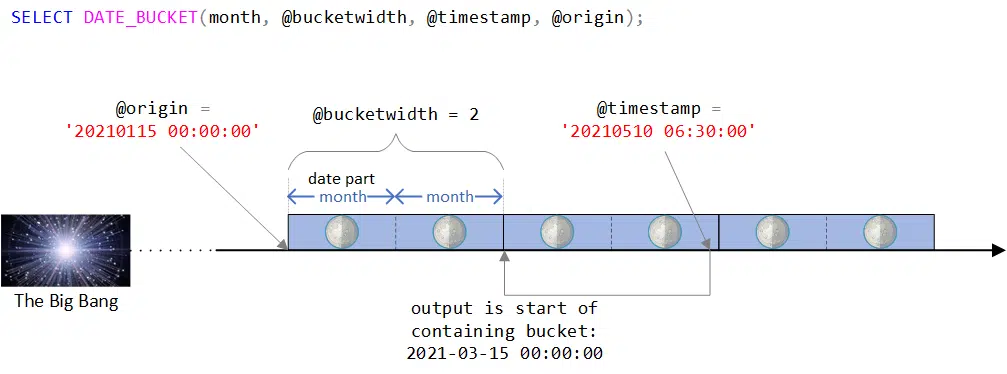 SELECT DATE_BUCKET(month, @bucketwidth, @timestamp, @origin);
@origin =
'20210115 00:00:00'
@bucketwidth = 2
@timestamp =
'20210510 06:30:00'
date part
month
month
The Big Bang
output is start of
containing bucket:
2021-03-15 00:00:00